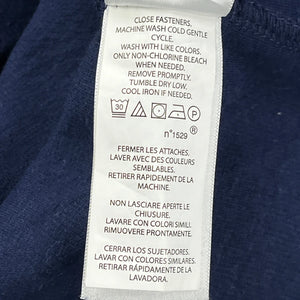 CLOSE FASTENERS.
MACHINE WASH COLD GENTLE
CYCLE.
WASH WITH LIKE COLORS.
ONLY NON-CHLORINE BLEACH
WHEN NEEDED.
REMOVE PROMPTLY.
TUMBLE DRY LOW.
COOL IRON IF NEEDED.
30
n°1529 ®
FERMER LES ATTACHES.
LAVER AVEC DES COULEURS
SEMBLABLES.
RETIRER RAPIDEMENT DE LA
MACHINE.
NON LASCIARE APERTE LE
CHIUSURE.
LAVARE CON COLORI SIMILI.
RIMUOVERE PRONTAMENTE.
CERRAR LOS SUJETADORES.
LAVAR CON COLORES SIMILARES.
RETIRAR RÁPIDAMENTE DE LA
LAVADORA.